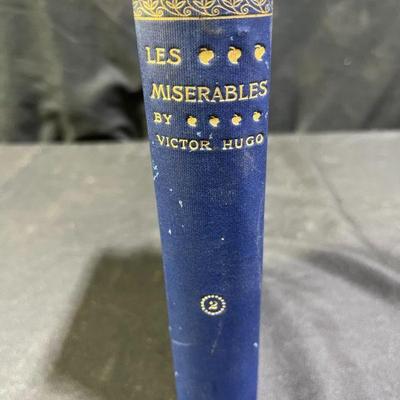 LES
MISERABLES
BY
VICTOR HUGO
2